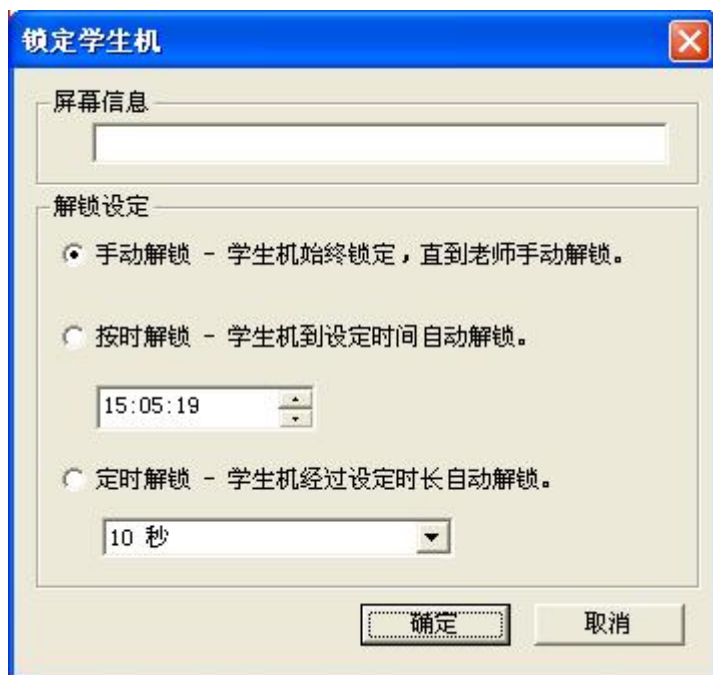 锁定学生机
屏幕信息
解锁设定
手动解锁 - 学生机始终锁定，直到老师手动解锁。
按时解锁 - 学生机到设定时间自动解锁。
15:05:19
定时解锁 - 学生机经过设定时长自动解锁。
10 秒
确定 取消